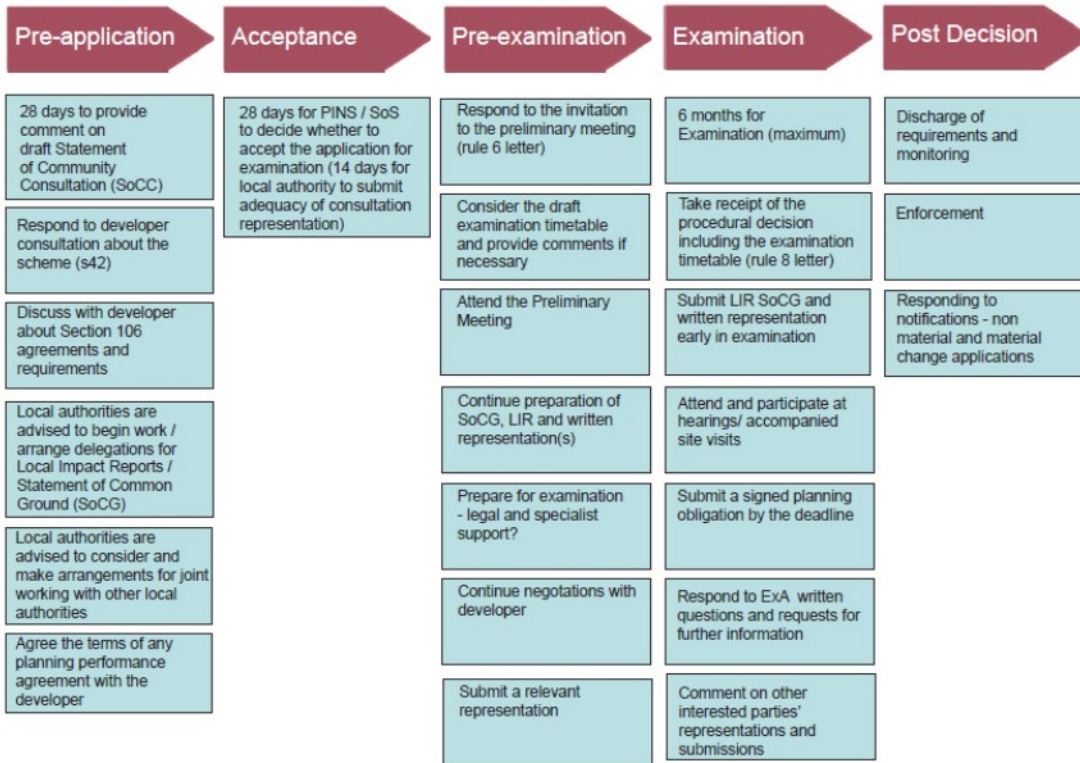 Pre-application
28 days to provide
comment on
draft Statement
of Community
Consultation (SoCC)
Respond to developer
consultation about the
scheme (s42)
Discuss with developer
about Section 106
agreements and
requirements
Local authorities are
advised to begin work /
arrange delegations for
Local Impact Reports /
Statement of Common
Ground (SoCG)
Local authorities are
advised to consider and
make arrangements for joint
working with other local
authorities
Agree the terms of any
planning performance
agreement with the
developer
Acceptance
28 days for PINS / SoS
to decide whether to
accept the application for
examination (14 days for
local authority to submit
adequacy of consultation
representation)
Pre-examination
Respond to the invitation
to the preliminary meeting
(rule 6 letter)
Consider the draft
examination timetable
and provide comments if
necessary
Attend the Preliminary
Meeting
Continue preparation of
SoCG, LIR and written
representation(s)
Prepare for examination
- legal and specialist
support?
Continue negotations with
developer
Submit a relevant
representation
Examination
6 months for
Examination (maximum)
Take receipt of the
procedural decision
including the examination
timetable (rule 8 letter)
Submit LIR SoCG and
written representation
early in examination
Attend and participate at
hearings/ accompanied
site visits
Submit a signed planning
obligation by the deadline
Respond to ExA written
questions and requests for
further information
Comment on other
interested parties'
representations and
submissions
Post Decision
Discharge of
requirements and
monitoring
Enforcement
Responding to
notifications - non
material and material
change applications